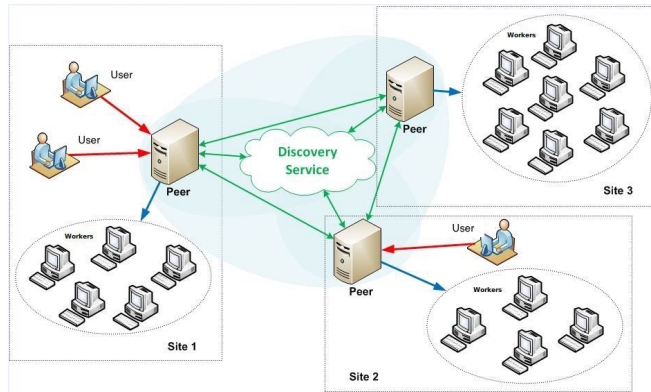 User
User
Peer
Workers
Site 1
Discovery
Service
Peer
Workers
Site 3
User
Peer
Workers
Site 2